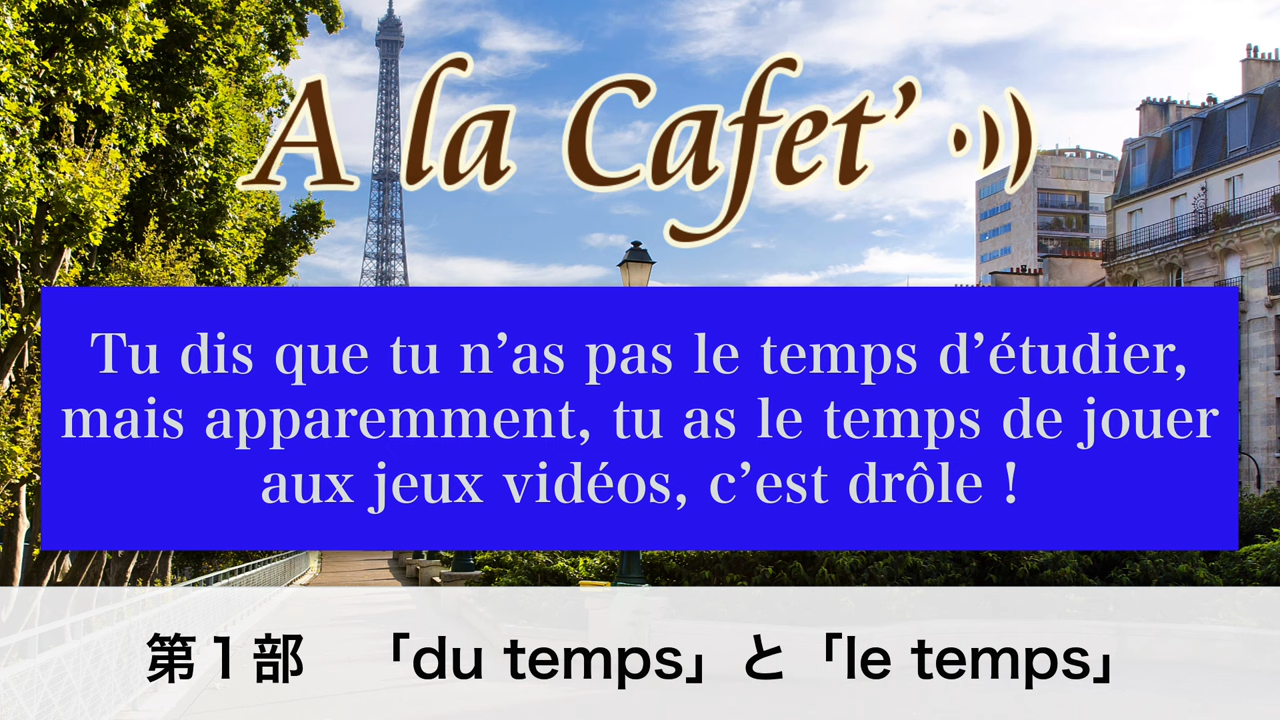 A la Cafet’
Tu dis que tu n’as pas le temps d’étudier,
mais apparemment, tu as le temps de jouer
aux jeux vidéos, c’est drôle !
第１部　「du temps」と「le temps」